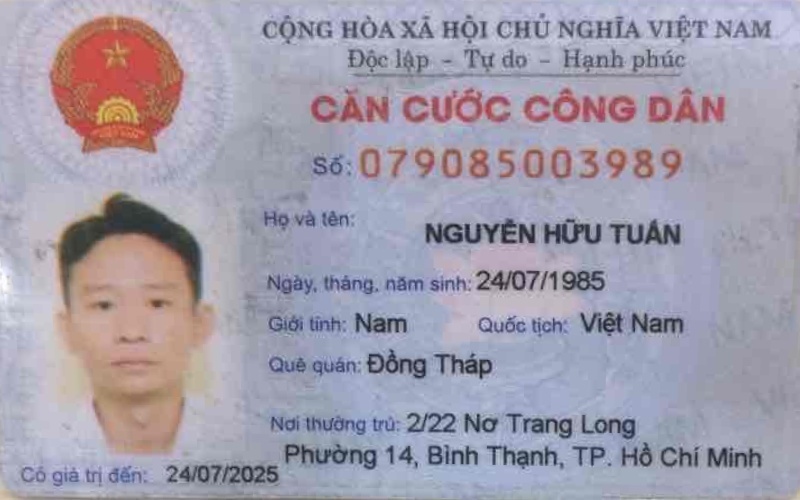 CỘNG HÒA XÃ HỘI CHỦ NGHĨA VIỆT NAM
Độc lập - Tự do - Hạnh phúc
CĂN CƯỚC CÔNG DÂN
Số: 079085003989
Họ và tên: NGUYỄN HỮU TUẤN
Ngày, tháng, năm sinh: 24/07/1985
Giới tính: Nam Quốc tịch: Việt Nam
Quê quán: Đồng Tháp
Nơi thường trú: 2/22 Nơ Trang Long
Phường 14, Bình Thạnh, TP. Hồ Chí Minh
Có giá trị đến: 24/07/2025